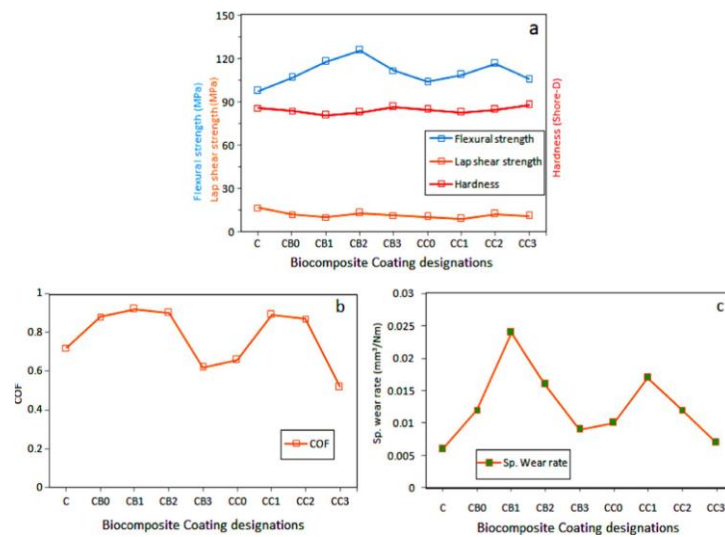 a
150
120
90
60
30
0
Flexural strength (MPa)
Lap shear strength (MPa)
Hardness (Shore-D)
Flexural strength
Lap shear strength
Hardness
C CB0 CB1 CB2 CB3 CC0 CC1 CC2 CC3
Biocomposite Coating designations
b
1
0.8
0.6
0.4
0.2
0
COF
COF
C CB0 CB1 CB2 CB3 CC0 CC1 CC2 CC3
Biocomposite Coating designations
c
0.03
0.025
0.02
0.015
0.01
0.005
0
Sp. wear rate (mm³/Nm)
Sp. Wear rate
C CB0 CB1 CB2 CB3 CC0 CC1 CC2 CC3
Biocomposite Coating designations